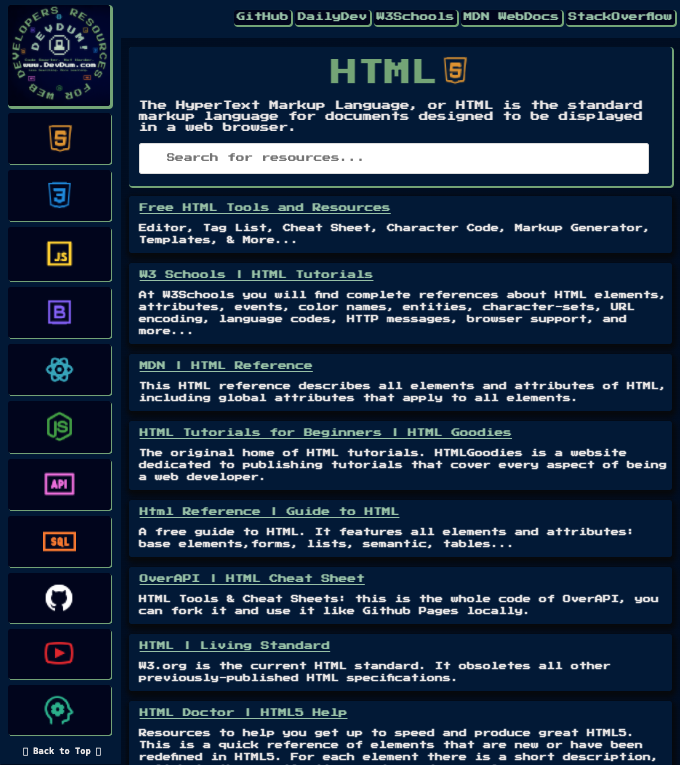 GitHub DailyDev W3Schools MDN WebDocs StackOverflow
DEVELOPERS RESOURCES
DEVDUM!
www.DevDum.com
FOR WEB
HTML 5
The HyperText Markup Language, or HTML is the standard
markup language for documents designed to be displayed
in a web browser.
Search for resources...
5
3
JS
B
JS
API
SQL
Back to Top
Free HTML Tools and Resources
Editor, Tag List, Cheat Sheet, Character Code, Markup Generator,
Templates, & More...
W3 Schools | HTML Tutorials
At W3Schools you will find complete references about HTML elements,
attributes, events, color names, entities, character-sets, URL
encoding, language codes, HTTP messages, browser support, and
more...
MDN | HTML Reference
This HTML reference describes all elements and attributes of HTML,
including global attributes that apply to all elements.
HTML Tutorials for Beginners | HTML Goodies
The original home of HTML tutorials. HTMLGoodies is a website
dedicated to publishing tutorials that cover every aspect of being
a web developer.
Html Reference | Guide to HTML
A free guide to HTML. It features all elements and attributes:
base elements,forms, lists, semantic, tables...
OverAPI | HTML Cheat Sheet
HTML Tools & Cheat Sheets: this is the whole code of OverAPI, you
can fork it and use it like Github Pages locally.
HTML | Living Standard
W3.org is the current HTML standard. It obsoletes all other
previously-published HTML specifications.
HTML Doctor | HTML5 Help
Resources to help you get up to speed and produce great HTML5.
This is a quick reference of elements that are new or have been
redefined in HTML5. For each element there is a short description,